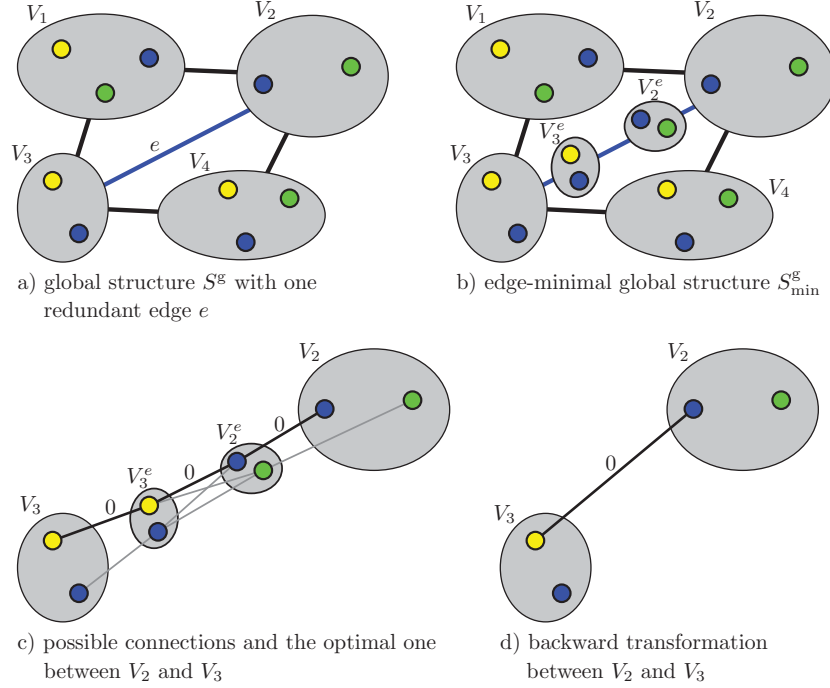 V₁
V₂
e
V₃
V₄
a) global structure Sᵍ with one
redundant edge e
V₁
V₂
V₂ᵉ
V₃ᵉ
V₃
V₄
b) edge-minimal global structure Sᵍₘᵢₙ
V₂
0
V₂ᵉ
0
V₃ᵉ
0
V₃
c) possible connections and the optimal one
between V₂ and V₃
V₂
0
V₃
d) backward transformation
between V₂ and V₃